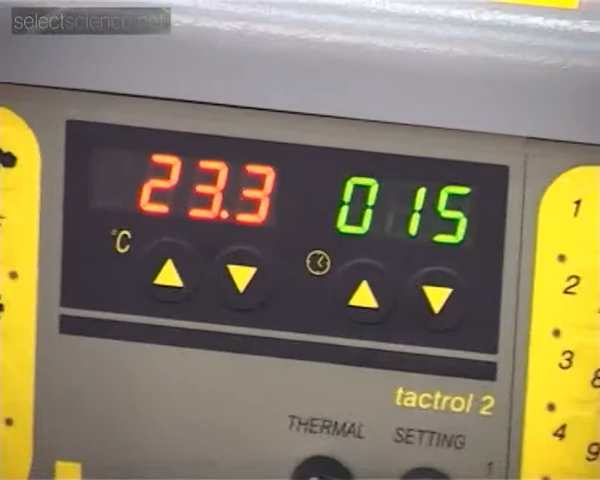 selectscience.net
23.3 015
°C
tactrol 2
THERMAL SETTING
1
1
2
3
4
8
9